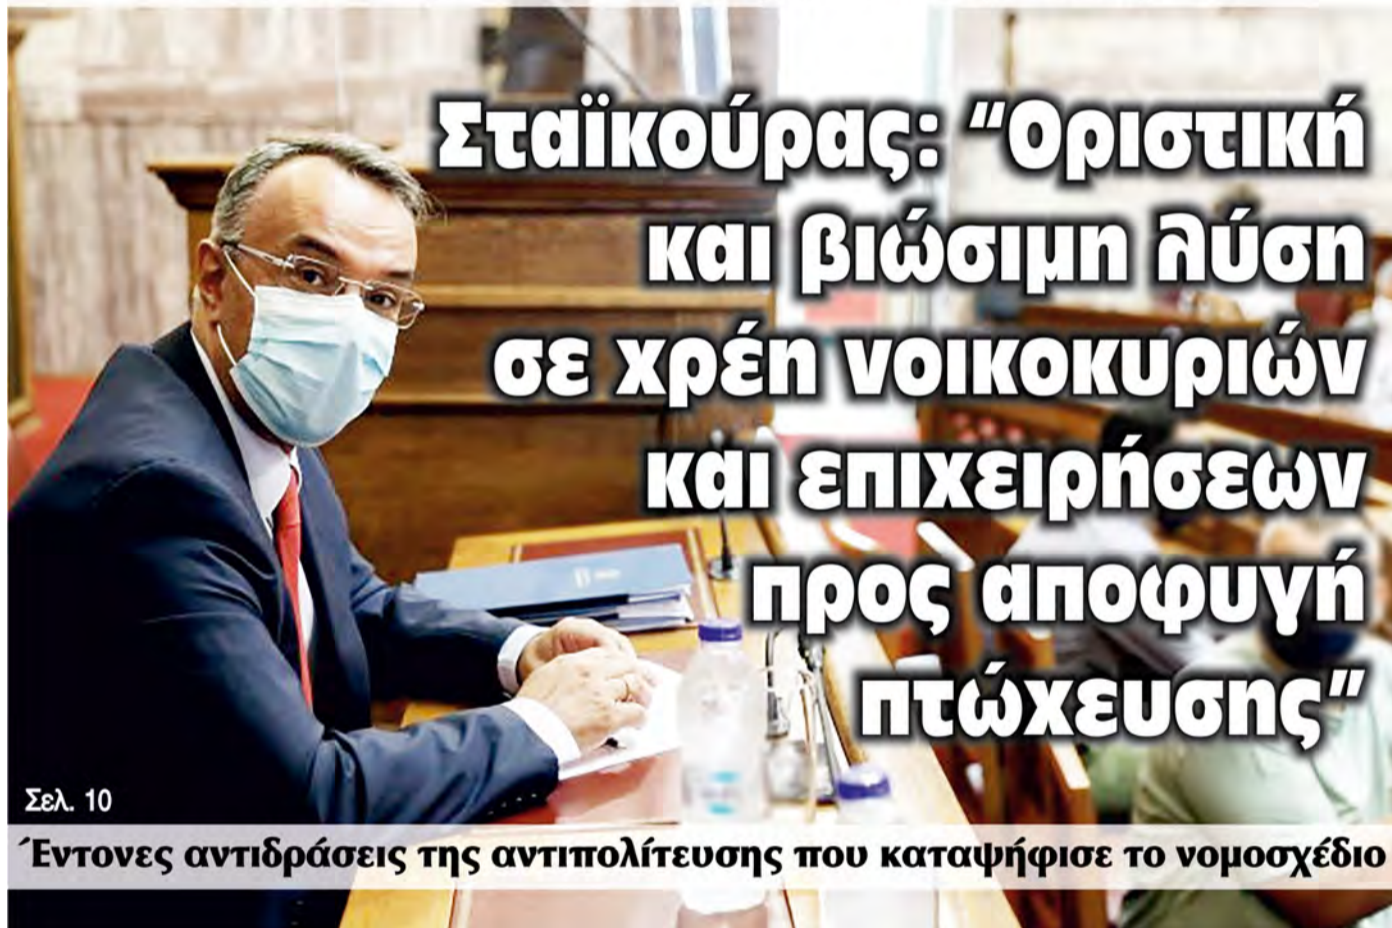 Σταϊκούρας: “Οριστική
και βιώσιμη λύση
σε χρέη νοικοκυριών
και επιχειρήσεων
προς αποφυγή
πτώχευσης”
Σελ. 10
Έντονες αντιδράσεις της αντιπολίτευσης που καταψήφισε το νομοσχέδιο